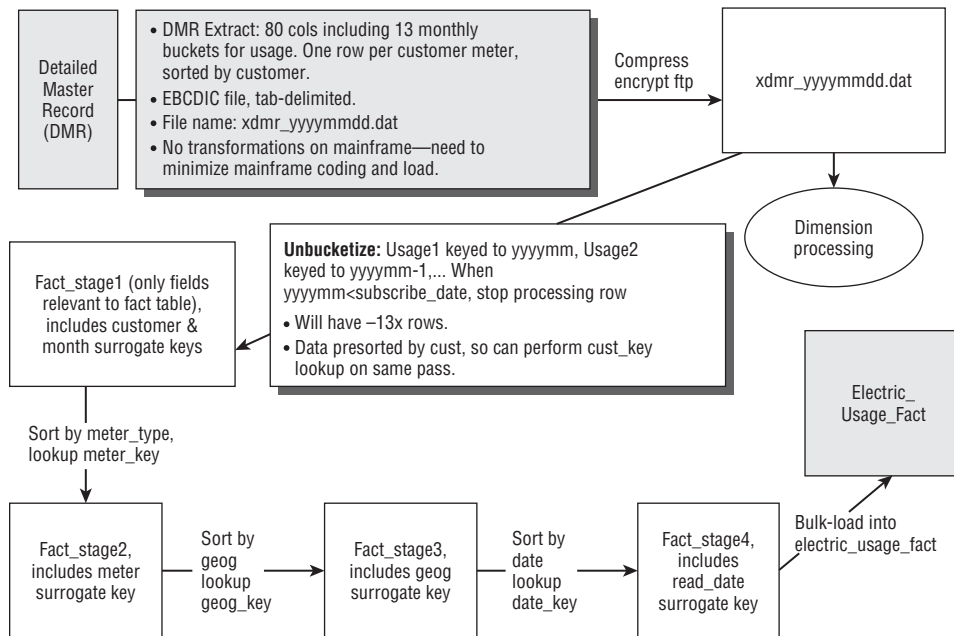 Detailed
Master
Record
(DMR)
• DMR Extract: 80 cols including 13 monthly
buckets for usage. One row per customer meter,
sorted by customer.
• EBCDIC file, tab-delimited.
• File name: xdmr_yyyymmdd.dat
• No transformations on mainframe—need to
minimize mainframe coding and load.
Compress
encrypt ftp
xdmr_yyyymmdd.dat
Dimension
processing
Unbucketize: Usage1 keyed to yyyymm, Usage2
keyed to yyyymm-1,... When
yyyymm<subscribe_date, stop processing row
• Will have –13x rows.
• Data presorted by cust, so can perform cust_key
lookup on same pass.
Fact_stage1 (only fields
relevant to fact table),
includes customer &
month surrogate keys
Sort by meter_type,
lookup meter_key
Fact_stage2,
includes meter
surrogate key
Sort by
geog
lookup
geog_key
Fact_stage3,
includes geog
surrogate key
Sort by
date
lookup
date_key
Fact_stage4,
includes
read_date
surrogate key
Bulk-load into
electric_usage_fact
Electric_
Usage_Fact